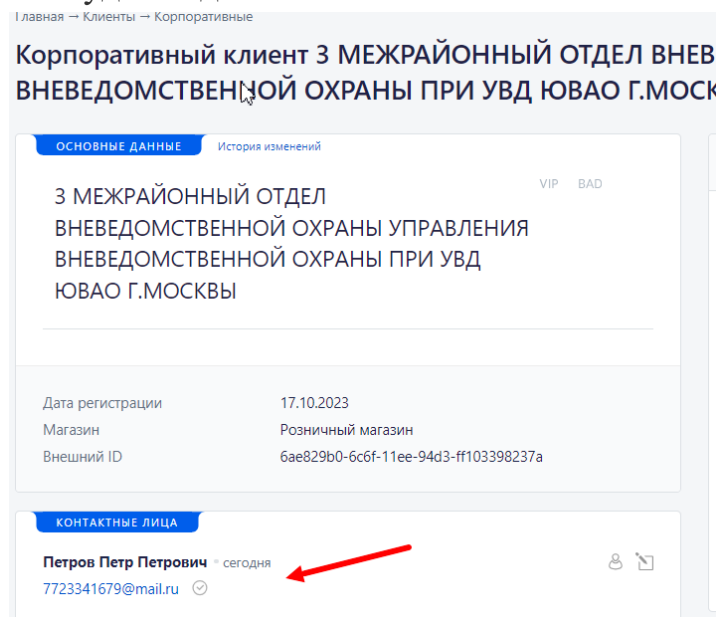 Главная → Клиенты → Корпоративные
Корпоративный клиент 3 МЕЖРАЙОННЫЙ ОТДЕЛ ВНЕВ
ВНЕВЕДОМСТВЕННОЙ ОХРАНЫ ПРИ УВД ЮВАО Г.МОСК
ОСНОВНЫЕ ДАННЫЕ История изменений
VIP BAD
3 МЕЖРАЙОННЫЙ ОТДЕЛ
ВНЕВЕДОМСТВЕННОЙ ОХРАНЫ УПРАВЛЕНИЯ
ВНЕВЕДОМСТВЕННОЙ ОХРАНЫ ПРИ УВД
ЮВАО Г.МОСКВЫ
Дата регистрации 17.10.2023
Магазин Розничный магазин
Внешний ID 6ae829b0-6c6f-11ee-94d3-ff103398237a
КОНТАКТНЫЕ ЛИЦА
Петров Петр Петрович • сегодня
7723341679@mail.ru